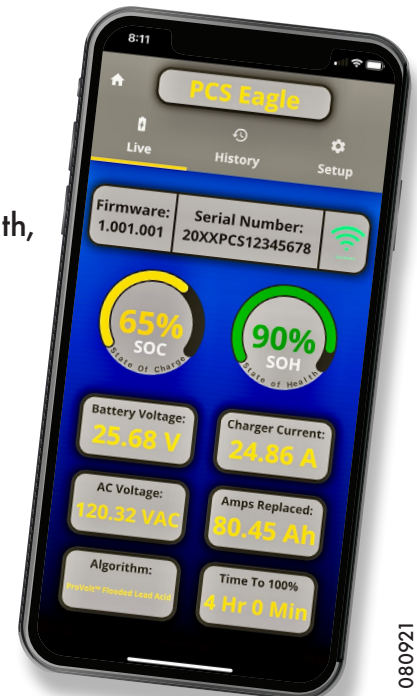 8:11
PCS Eagle
Live
History
Setup
th,
Firmware:
1.001.001
Serial Number:
20XXPCS12345678
65%
SOC
State Of Charge
90%
SOH
State of Health
Battery Voltage:
25.68 V
Charger Current:
24.86 A
AC Voltage:
120.32 VAC
Amps Replaced:
80.45 Ah
Algorithm:
ProVolt™ Flooded Lead Acid
Time To 100%
4 Hr 0 Min
080921